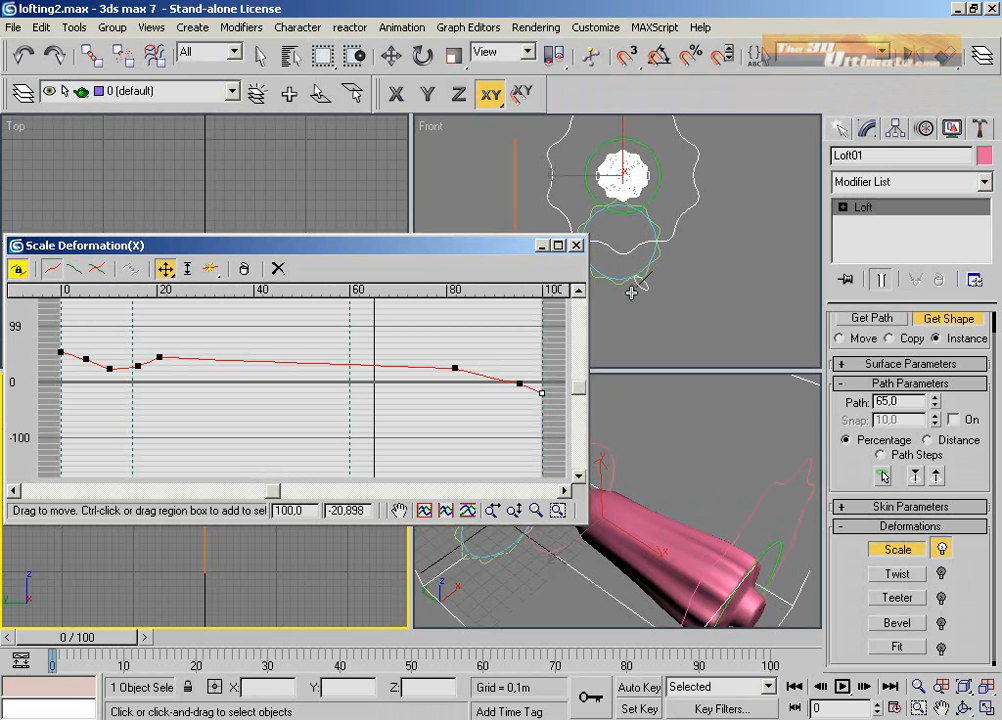 lofting2.max - 3ds max 7 - Stand-alone License
File Edit Tools Group Views Create Modifiers Character reactor Animation Graph Editors Rendering Customize MAXScript Help
All
View
The 3D
Ultimate
0 (default)
X Y Z XY
Top
Front
Loft01
Modifier List
Loft
Scale Deformation(X)
0 20 40 60 80 100
99
0
-100
Drag to move. Ctrl-click or drag region box to add to sel
100,0
-20,898
Get Path
Get Shape
Move Copy Instance
+ Surface Parameters
- Path Parameters
Path: 65,0
Snap: 10,0 On
Percentage Distance
Path Steps
+ Skin Parameters
- Deformations
Scale
Twist
Teeter
Bevel
Fit
z
x
y
0 / 100
0 10 20 30 40 50 60 70 80 90 100
1 Object Sele
X: Y: Z:
Grid = 0,1m
Auto Key
Selected
Click or click-and-drag to select objects
Add Time Tag
Set Key
Key Filters...
0